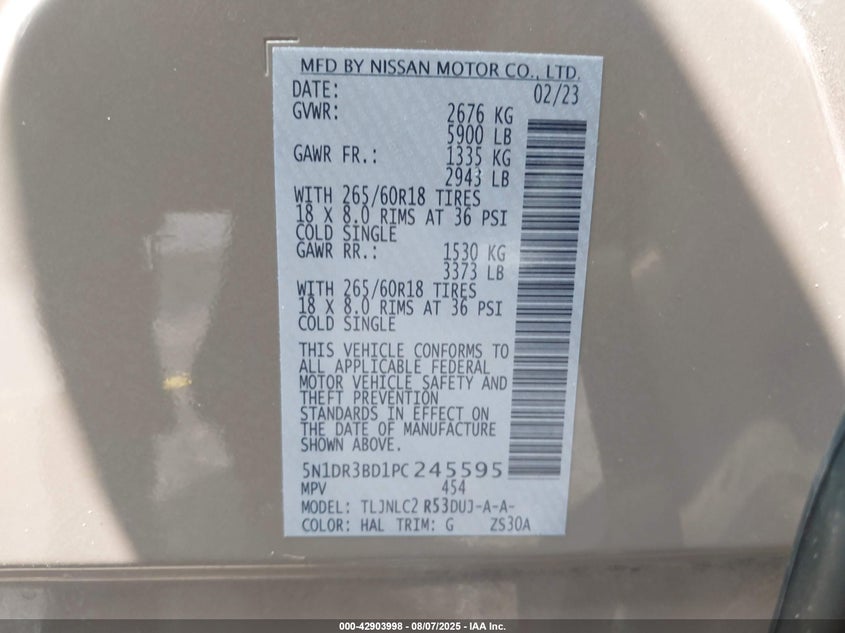 MFD BY NISSAN MOTOR CO., LTD.
DATE: 02/23
GVWR: 2676 KG
5900 LB
GAWR FR.: 1335 KG
2943 LB
WITH 265/60R18 TIRES
18 X 8.0 RIMS AT 36 PSI
COLD SINGLE
GAWR RR.: 1530 KG
3373 LB
WITH 265/60R18 TIRES
18 X 8.0 RIMS AT 36 PSI
COLD SINGLE
THIS VEHICLE CONFORMS TO
ALL APPLICABLE FEDERAL
MOTOR VEHICLE SAFETY AND
THEFT PREVENTION
STANDARDS IN EFFECT ON
THE DATE OF MANUFACTURE
SHOWN ABOVE.
5N1DR3BD1PC245595
MPV 454
MODEL: TLJNLC2 R53DUJ-A-A-
COLOR: HAL TRIM: G ZS30A
000-42903998 - 08/07/2025 - IAA Inc.